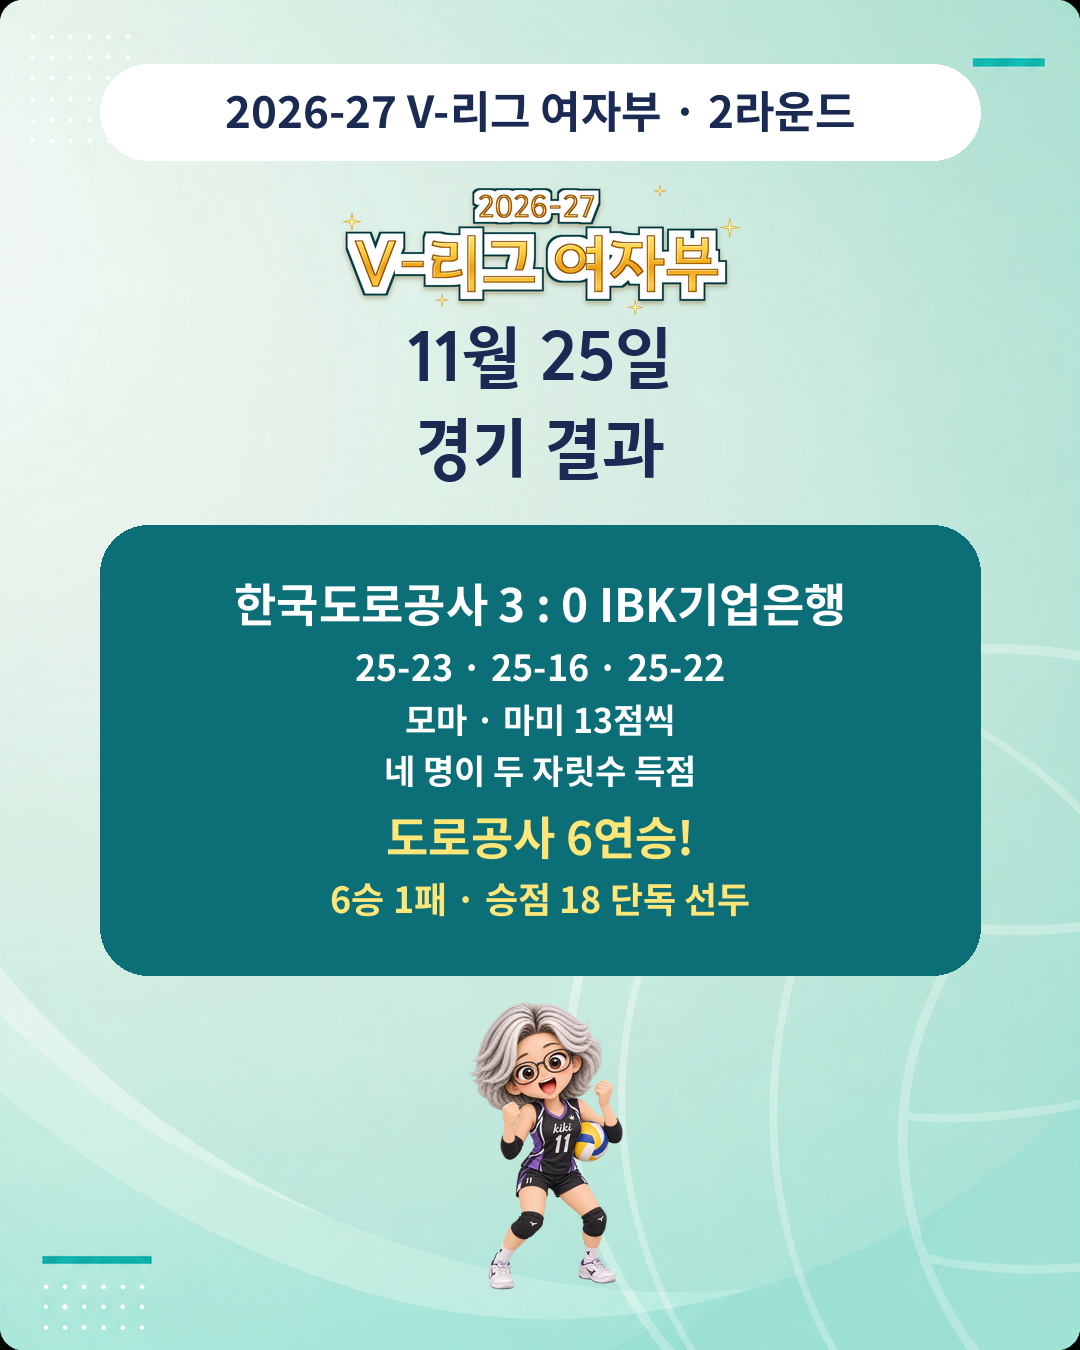 2026-27 V-리그 여자부 · 2라운드
2026-27
V-리그 여자부
11월 25일
경기 결과
한국도로공사 3 : 0 IBK기업은행
25-23 · 25-16 · 25-22
모마 · 마미 13점씩
네 명이 두 자릿수 득점
도로공사 6연승!
6승 1패 · 승점 18 단독 선두
kiki
11
11